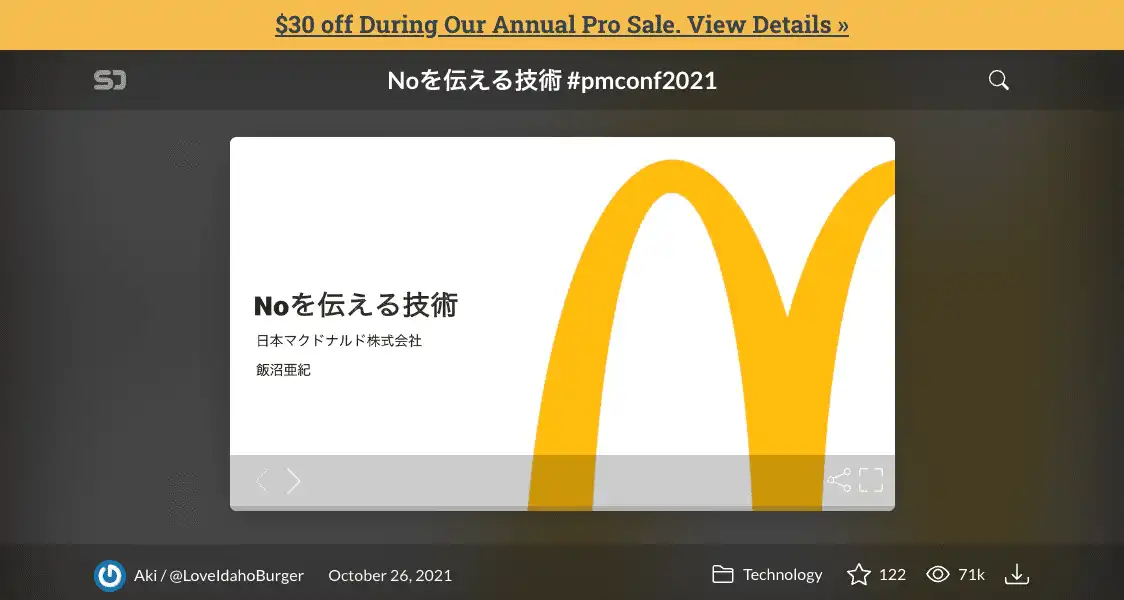 $30 off During Our Annual Pro Sale. View Details »
SD
Noを伝える技術 #pmconf2021
Noを伝える技術
日本マクドナルド株式会社
飯沼亜紀
Aki / @LoveIdahoBurger
October 26, 2021
Technology
122
71k